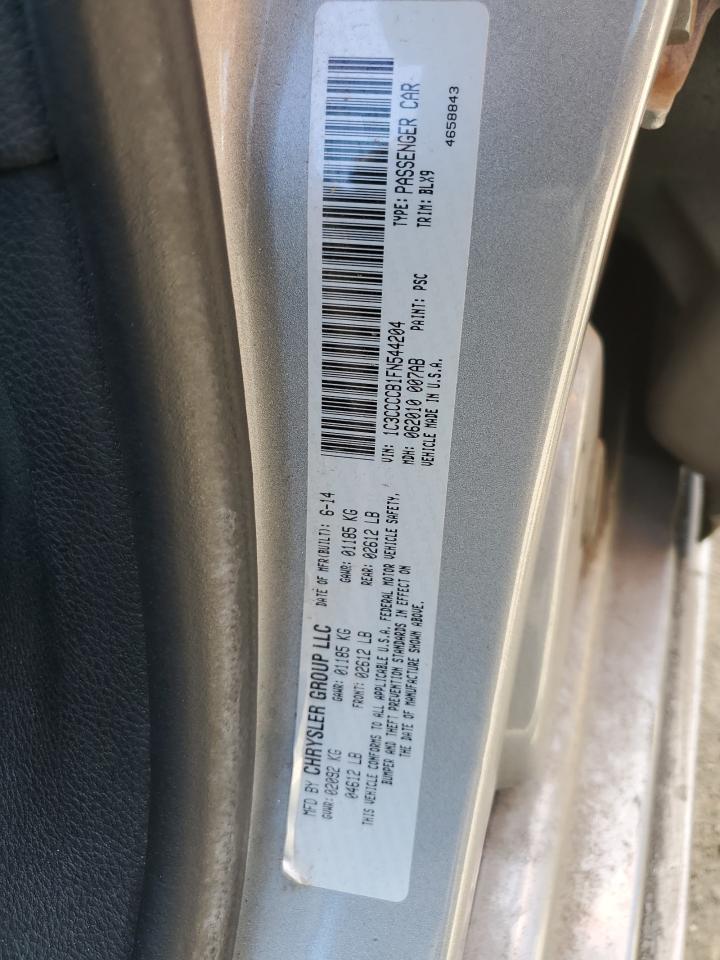 MFD BY CHRYSLER GROUP LLC DATE OF MFR(BUILT): 6-14
GVWR: 02092 KG GAWR: 01185 KG GAWR: 01185 KG
04612 LB FRONT: 02612 LB REAR: 02612 LB
THIS VEHICLE CONFORMS TO ALL APPLICABLE U.S.A. FEDERAL MOTOR VEHICLE SAFETY,
BUMPER AND THEFT PREVENTION STANDARDS IN EFFECT ON
THE DATE OF MANUFACTURE SHOWN ABOVE.
VIN: 1C3CCCCB1FN544204 TYPE: PASSENGER CAR
MDH: 062010 007AB PAINT: PSC TRIM: BLX9
VEHICLE MADE IN U.S.A.
4658843